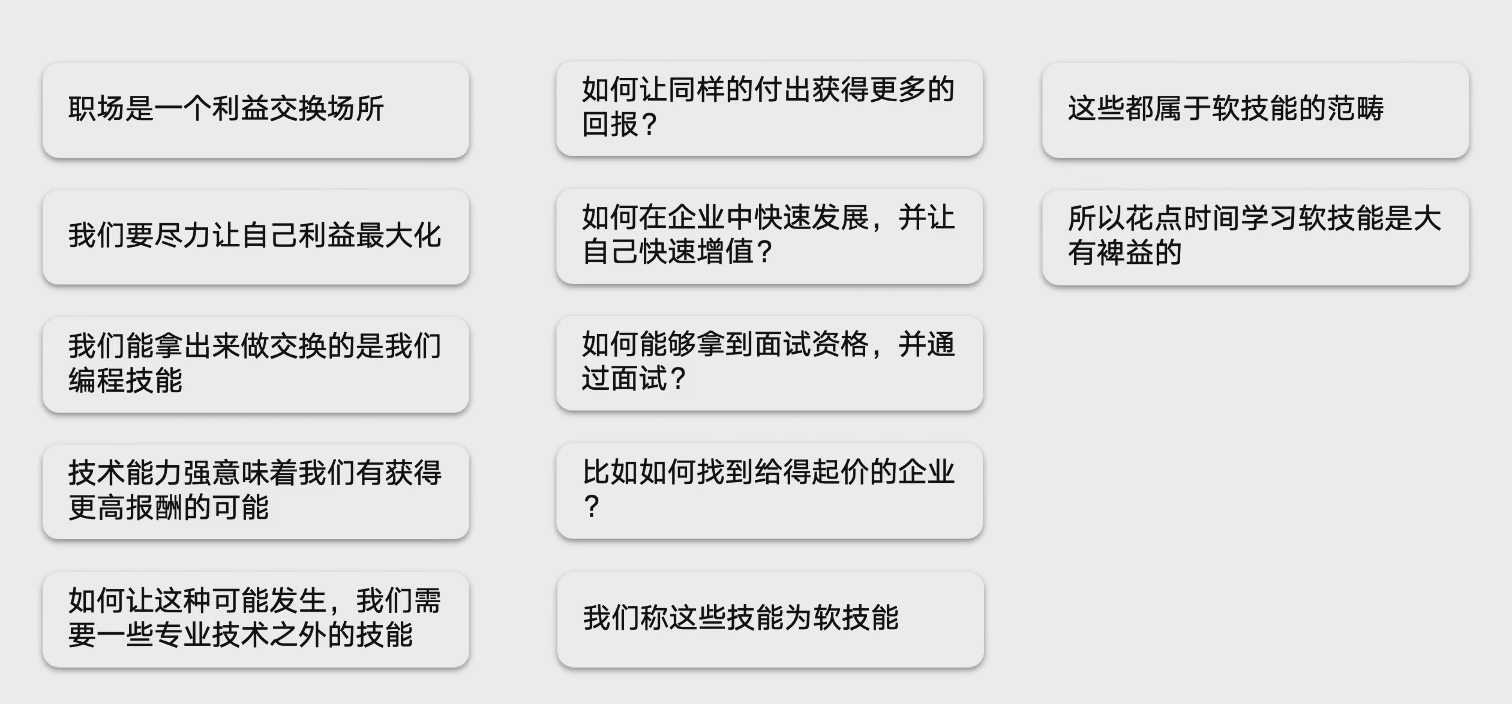 职场是一个利益交换场所
我们要尽力让自己利益最大化
我们能拿出来做交换的是我们
编程技能
技术能力强意味着我们有获得
更高报酬的可能
如何让这种可能发生，我们需
要一些专业技术之外的技能
如何让同样的付出获得更多的
回报？
如何在企业中快速发展，并让
自己快速增值？
如何能够拿到面试资格，并通
过面试？
比如如何找到给得起价的企业
？
我们称这些技能为软技能
这些都属于软技能的范畴
所以花点时间学习软技能是大
有裨益的